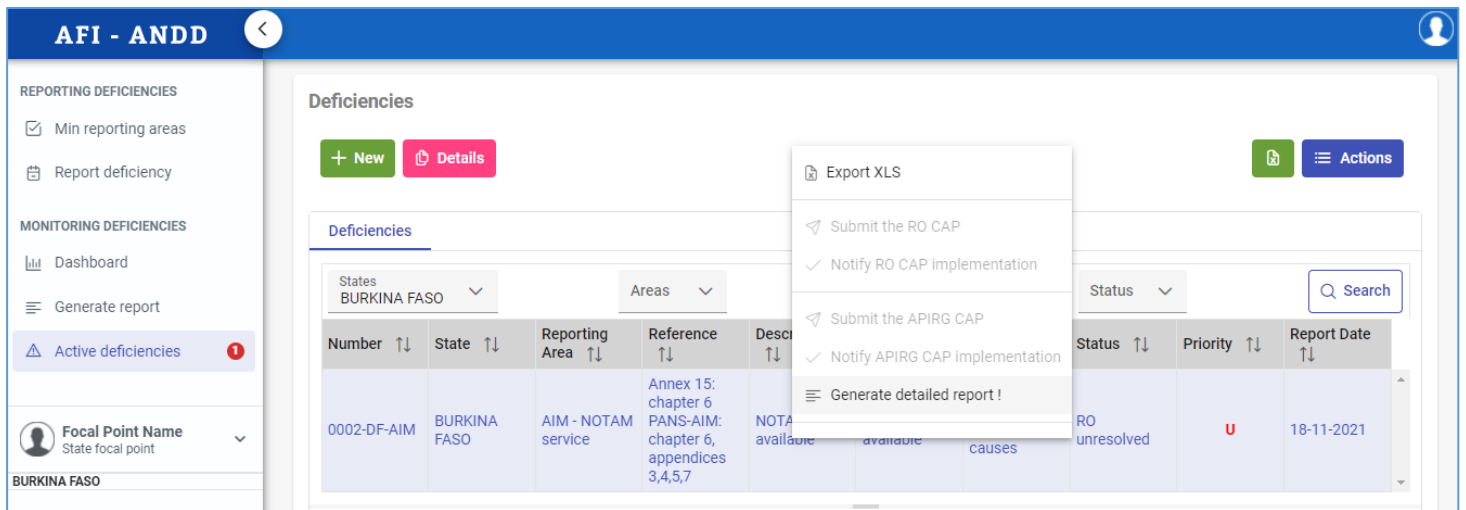 AFI - ANDD
REPORTING DEFICIENCIES
Min reporting areas
Report deficiency
MONITORING DEFICIENCIES
Dashboard
Generate report
Active deficiencies 1
Focal Point Name
State focal point
BURKINA FASO
Deficiencies
+ New
Details
Actions
Export XLS
Submit the RO CAP
Notify RO CAP implementation
Submit the APIRG CAP
Notify APIRG CAP implementation
Generate detailed report !
Deficiencies
States
BURKINA FASO
Areas
Status
Search
Number
State
Reporting
Area
Reference
Descr
Status
Priority
Report Date
0002-DF-AIM
BURKINA
FASO
AIM - NOTAM
service
Annex 15:
chapter 6
PANS-AIM:
chapter 6,
appendices
3,4,5,7
NOTA
available
available
causes
RO
unresolved
U
18-11-2021